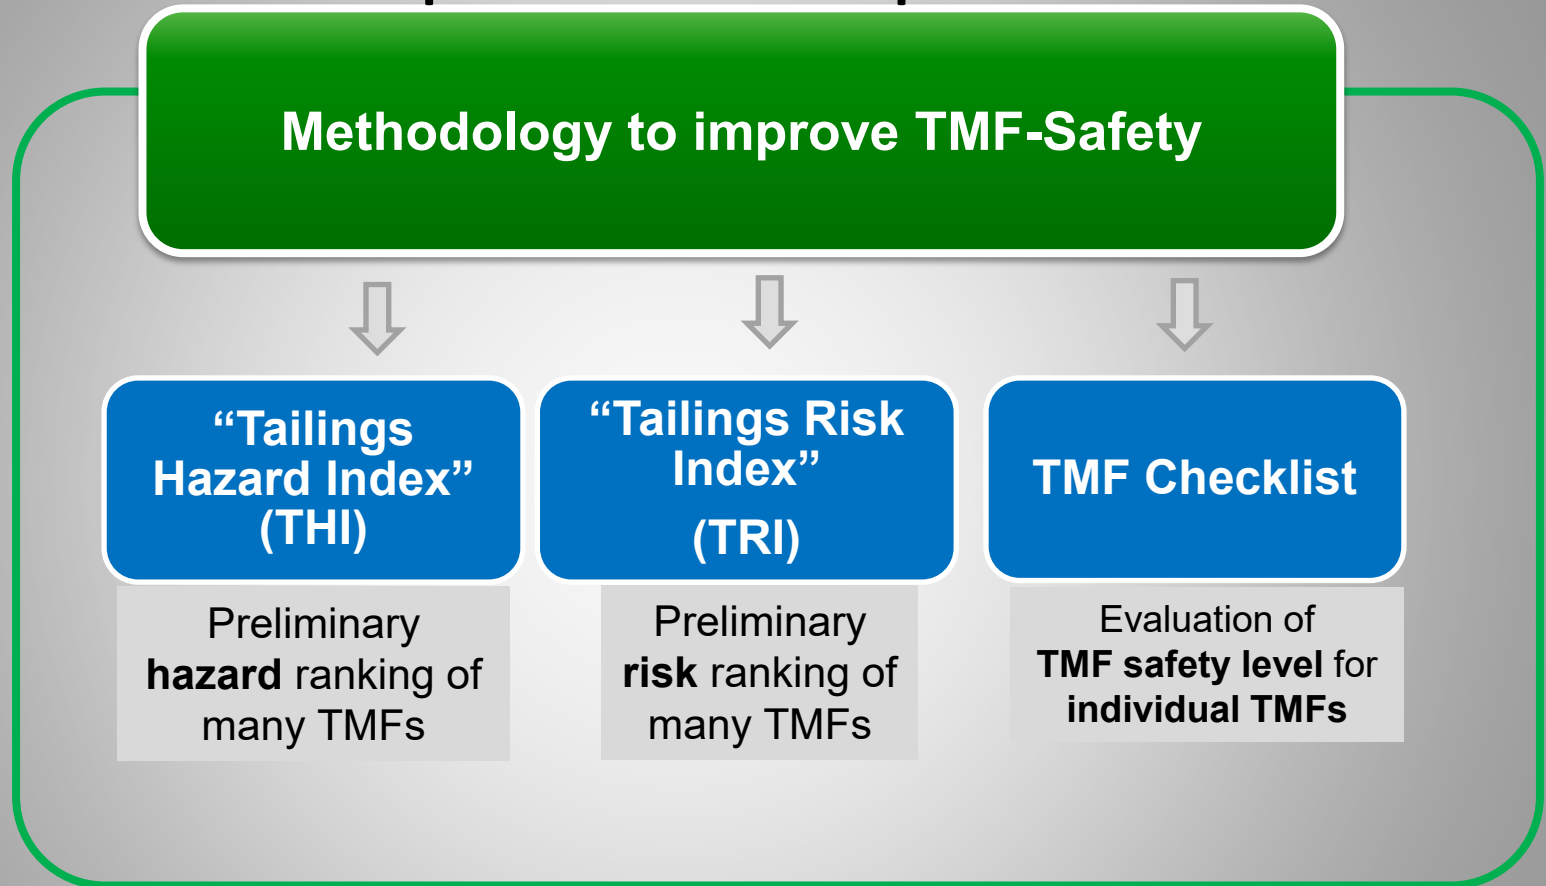 Methodology to improve TMF-Safety
“Tailings
Hazard Index”
(THI)
Preliminary
hazard ranking of
many TMFs
“Tailings Risk
Index”
(TRI)
Preliminary
risk ranking of
many TMFs
TMF Checklist
Evaluation of
TMF safety level for
individual TMFs